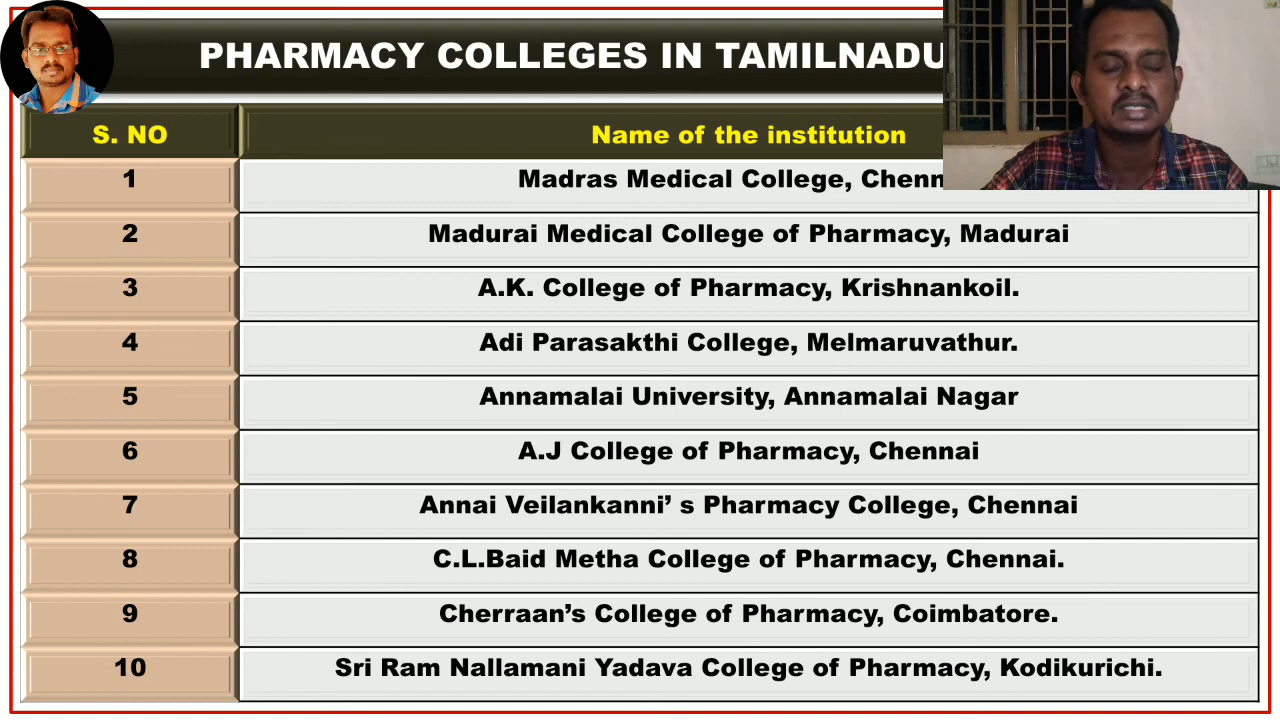 PHARMACY COLLEGES IN TAMILNADU
S. NO Name of the institution
1 Madras Medical College, Chenn
2 Madurai Medical College of Pharmacy, Madurai
3 A.K. College of Pharmacy, Krishnankoil.
4 Adi Parasakthi College, Melmaruvathur.
5 Annamalai University, Annamalai Nagar
6 A.J College of Pharmacy, Chennai
7 Annai Veilankanni’ s Pharmacy College, Chennai
8 C.L.Baid Metha College of Pharmacy, Chennai.
9 Cherraan’s College of Pharmacy, Coimbatore.
10 Sri Ram Nallamani Yadava College of Pharmacy, Kodikurichi.